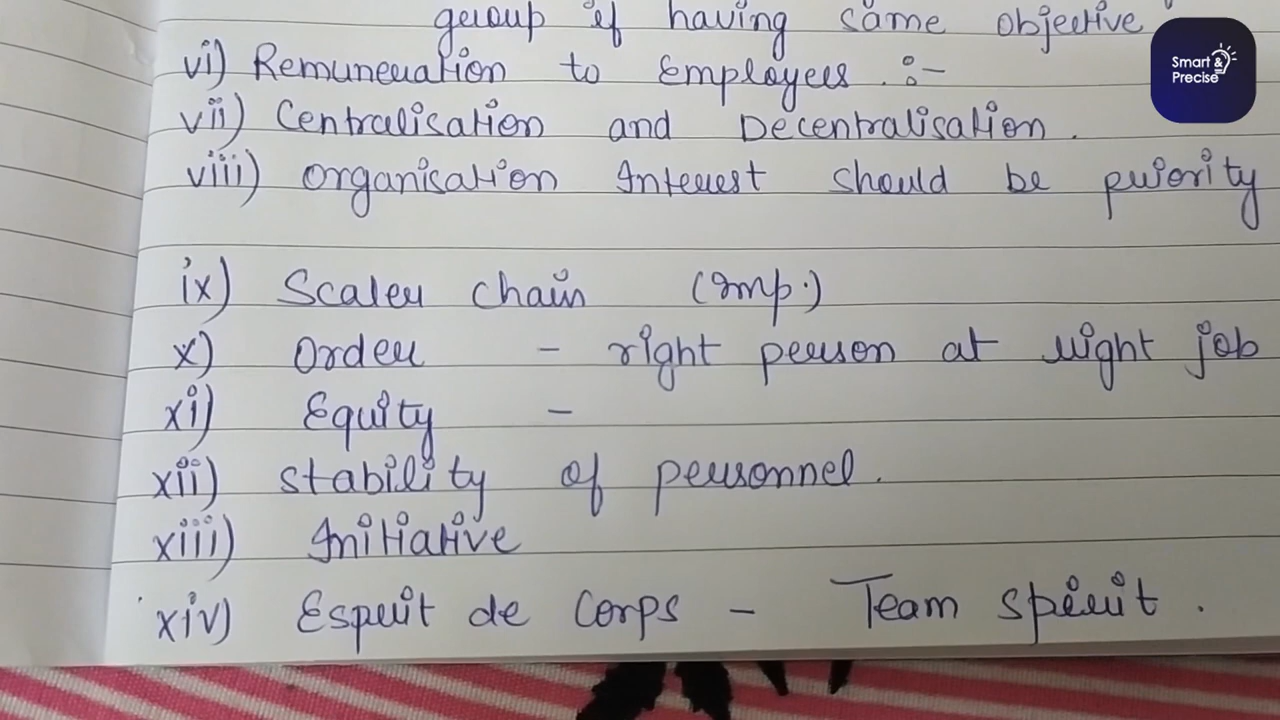 group of having same objective
vi) Remuneration to Employees :-
vii) Centralisation and Decentralisation.
viii) Organisation Interest should be priority
ix) Scaler chain (Imp.)
x) Order - right person at right job
xi) Equity -
xii) Stability of personnel.
xiii) Initiative
xiv) Esprit de Corps - Team spirit.
Smart &
Precise